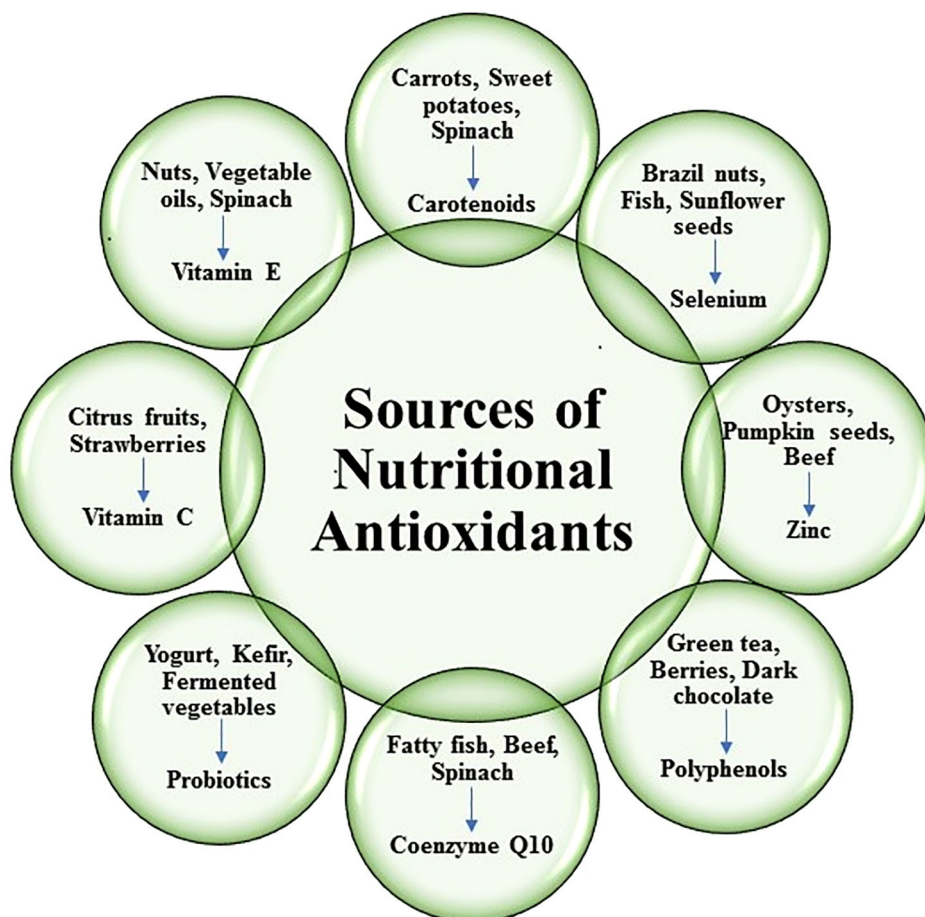 Carrots, Sweet
potatoes,
Spinach
Carotenoids
Brazil nuts,
Fish, Sunflower
seeds
Selenium
Oysters,
Pumpkin seeds,
Beef
Zinc
Green tea,
Berries, Dark
chocolate
Polyphenols
Fatty fish, Beef,
Spinach
Coenzyme Q10
Yogurt, Kefir,
Fermented
vegetables
Probiotics
Citrus fruits,
Strawberries
Vitamin C
Nuts, Vegetable
oils, Spinach
Vitamin E
Sources of
Nutritional
Antioxidants